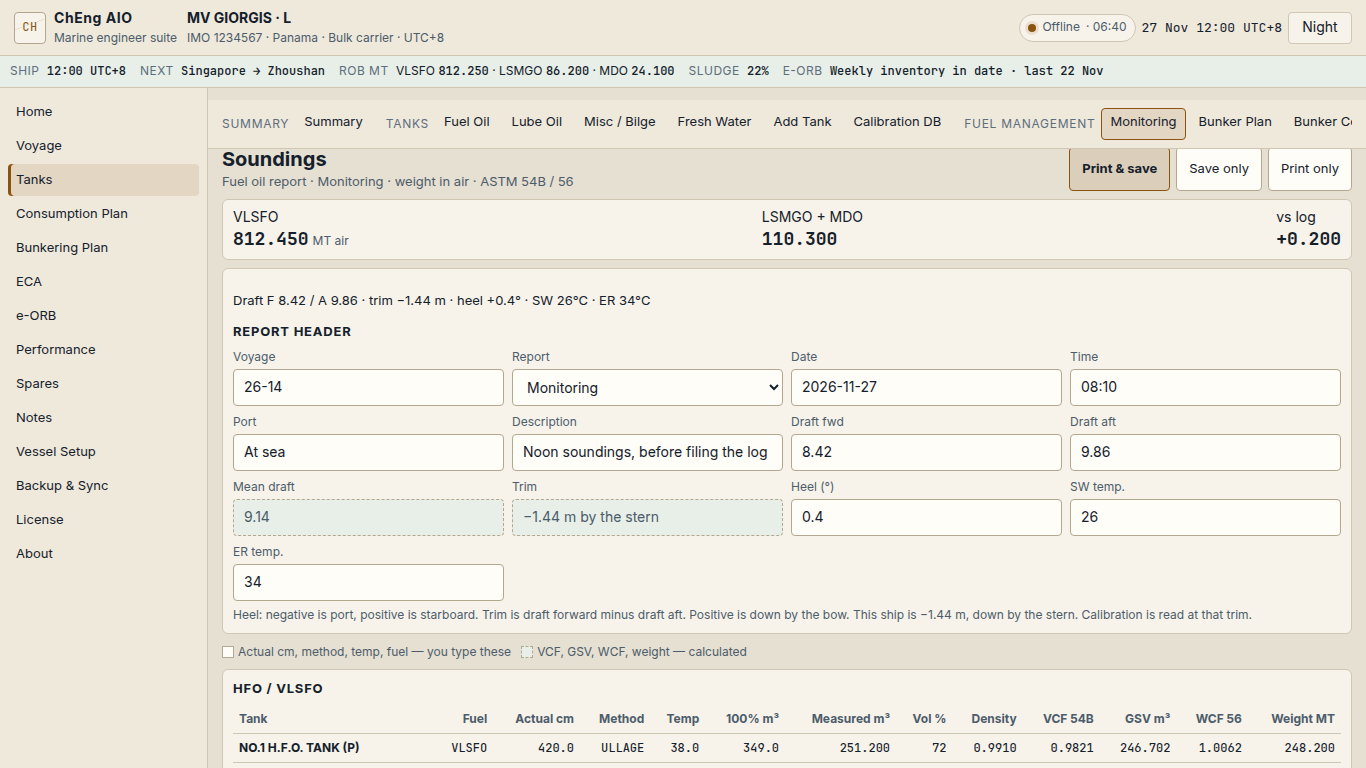 CH
ChEng AIO
Marine engineer suite
MV GIORGIS · L
IMO 1234567 · Panama · Bulk carrier · UTC+8
Offline · 06:40
27 Nov 12:00 UTC+8
Night
SHIP 12:00 UTC+8 NEXT Singapore → Zhoushan ROB MT VLSFO 812.250 · LSMGO 86.200 · MDO 24.100 SLUDGE 22% E-ORB Weekly inventory in date · last 22 Nov
Home
Voyage
Tanks
Consumption Plan
Bunkering Plan
ECA
e-ORB
Performance
Spares
Notes
Vessel Setup
Backup & Sync
License
About
SUMMARY Summary TANKS Fuel Oil Lube Oil Misc / Bilge Fresh Water Add Tank Calibration DB FUEL MANAGEMENT Monitoring Bunker Plan Bunker Co
Soundings
Fuel oil report · Monitoring · weight in air · ASTM 54B / 56
Print & save Save only Print only
VLSFO
812.450 MT air
LSMGO + MDO
110.300
vs log
+0.200
Draft F 8.42 / A 9.86 · trim −1.44 m · heel +0.4° · SW 26°C · ER 34°C
REPORT HEADER
Voyage Report Date Time
26-14 Monitoring 2026-11-27 08:10
Port Description Draft fwd Draft aft
At sea Noon soundings, before filing the log 8.42 9.86
Mean draft Trim Heel (°) SW temp.
9.14 −1.44 m by the stern 0.4 26
ER temp.
34
Heel: negative is port, positive is starboard. Trim is draft forward minus draft aft. Positive is down by the bow. This ship is −1.44 m, down by the stern. Calibration is read at that trim.
Actual cm, method, temp, fuel — you type these VCF, GSV, WCF, weight — calculated
HFO / VLSFO
Tank Fuel Actual cm Method Temp 100% m³ Measured m³ Vol % Density VCF 54B GSV m³ WCF 56 Weight MT
NO.1 H.F.O. TANK (P) VLSFO 420.0 ULLAGE 38.0 349.0 251.200 72 0.9910 0.9821 246.702 1.0062 248.200